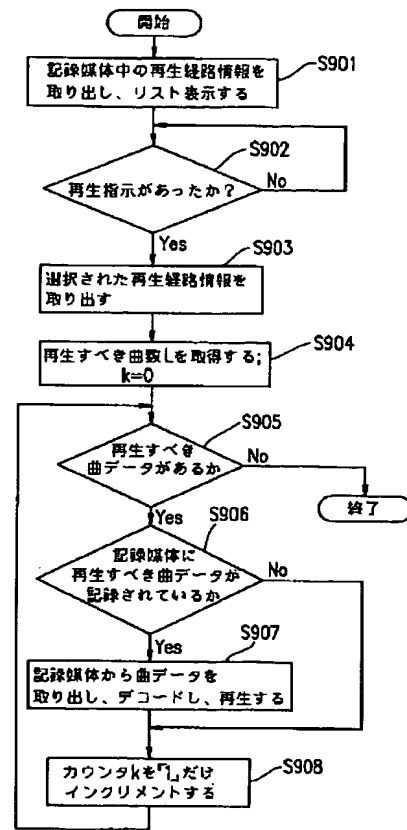 開始
記録媒体中の再生経路情報を
取り出し、リスト表示する
S901
S902
再生指示があったか?
No
Yes
S903
選択された再生経路情報を
取り出す
S904
再生すべき曲数Lを取得する;
k=0
S905
再生すべき
曲データがあるか
No
終了
Yes
S906
記録媒体に
再生すべき曲データが
記録されているか
No
Yes
S907
記録媒体から曲データを
取り出し、デコードし、再生する
カウンタkを「1」だけ
インクリメントする
S908